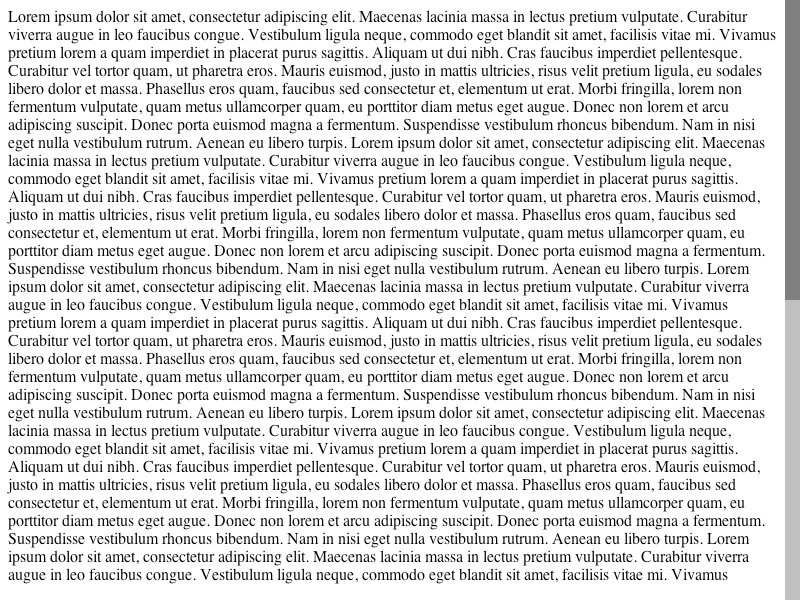 Lorem ipsum dolor sit amet, consectetur adipiscing elit. Maecenas lacinia massa in lectus pretium vulputate. Curabitur
viverra augue in leo faucibus congue. Vestibulum ligula neque, commodo eget blandit sit amet, facilisis vitae mi. Vivamus
pretium lorem a quam imperdiet in placerat purus sagittis. Aliquam ut dui nibh. Cras faucibus imperdiet pellentesque.
Curabitur vel tortor quam, ut pharetra eros. Mauris euismod, justo in mattis ultricies, risus velit pretium ligula, eu sodales
libero dolor et massa. Phasellus eros quam, faucibus sed consectetur et, elementum ut erat. Morbi fringilla, lorem non
fermentum vulputate, quam metus ullamcorper quam, eu porttitor diam metus eget augue. Donec non lorem et arcu
adipiscing suscipit. Donec porta euismod magna a fermentum. Suspendisse vestibulum rhoncus bibendum. Nam in nisi
eget nulla vestibulum rutrum. Aenean eu libero turpis. Lorem ipsum dolor sit amet, consectetur adipiscing elit. Maecenas
lacinia massa in lectus pretium vulputate. Curabitur viverra augue in leo faucibus congue. Vestibulum ligula neque,
commodo eget blandit sit amet, facilisis vitae mi. Vivamus pretium lorem a quam imperdiet in placerat purus sagittis.
Aliquam ut dui nibh. Cras faucibus imperdiet pellentesque. Curabitur vel tortor quam, ut pharetra eros. Mauris euismod,
justo in mattis ultricies, risus velit pretium ligula, eu sodales libero dolor et massa. Phasellus eros quam, faucibus sed
consectetur et, elementum ut erat. Morbi fringilla, lorem non fermentum vulputate, quam metus ullamcorper quam, eu
porttitor diam metus eget augue. Donec non lorem et arcu adipiscing suscipit. Donec porta euismod magna a fermentum.
Suspendisse vestibulum rhoncus bibendum. Nam in nisi eget nulla vestibulum rutrum. Aenean eu libero turpis. Lorem
ipsum dolor sit amet, consectetur adipiscing elit. Maecenas lacinia massa in lectus pretium vulputate. Curabitur viverra
augue in leo faucibus congue. Vestibulum ligula neque, commodo eget blandit sit amet, facilisis vitae mi. Vivamus
pretium lorem a quam imperdiet in placerat purus sagittis. Aliquam ut dui nibh. Cras faucibus imperdiet pellentesque.
Curabitur vel tortor quam, ut pharetra eros. Mauris euismod, justo in mattis ultricies, risus velit pretium ligula, eu sodales
libero dolor et massa. Phasellus eros quam, faucibus sed consectetur et, elementum ut erat. Morbi fringilla, lorem non
fermentum vulputate, quam metus ullamcorper quam, eu porttitor diam metus eget augue. Donec non lorem et arcu
adipiscing suscipit. Donec porta euismod magna a fermentum. Suspendisse vestibulum rhoncus bibendum. Nam in nisi
eget nulla vestibulum rutrum. Aenean eu libero turpis. Lorem ipsum dolor sit amet, consectetur adipiscing elit. Maecenas
lacinia massa in lectus pretium vulputate. Curabitur viverra augue in leo faucibus congue. Vestibulum ligula neque,
commodo eget blandit sit amet, facilisis vitae mi. Vivamus pretium lorem a quam imperdiet in placerat purus sagittis.
Aliquam ut dui nibh. Cras faucibus imperdiet pellentesque. Curabitur vel tortor quam, ut pharetra eros. Mauris euismod,
justo in mattis ultricies, risus velit pretium ligula, eu sodales libero dolor et massa. Phasellus eros quam, faucibus sed
consectetur et, elementum ut erat. Morbi fringilla, lorem non fermentum vulputate, quam metus ullamcorper quam, eu
porttitor diam metus eget augue. Donec non lorem et arcu adipiscing suscipit. Donec porta euismod magna a fermentum.
Suspendisse vestibulum rhoncus bibendum. Nam in nisi eget nulla vestibulum rutrum. Aenean eu libero turpis. Lorem
ipsum dolor sit amet, consectetur adipiscing elit. Maecenas lacinia massa in lectus pretium vulputate. Curabitur viverra
augue in leo faucibus congue. Vestibulum ligula neque, commodo eget blandit sit amet, facilisis vitae mi. Vivamus